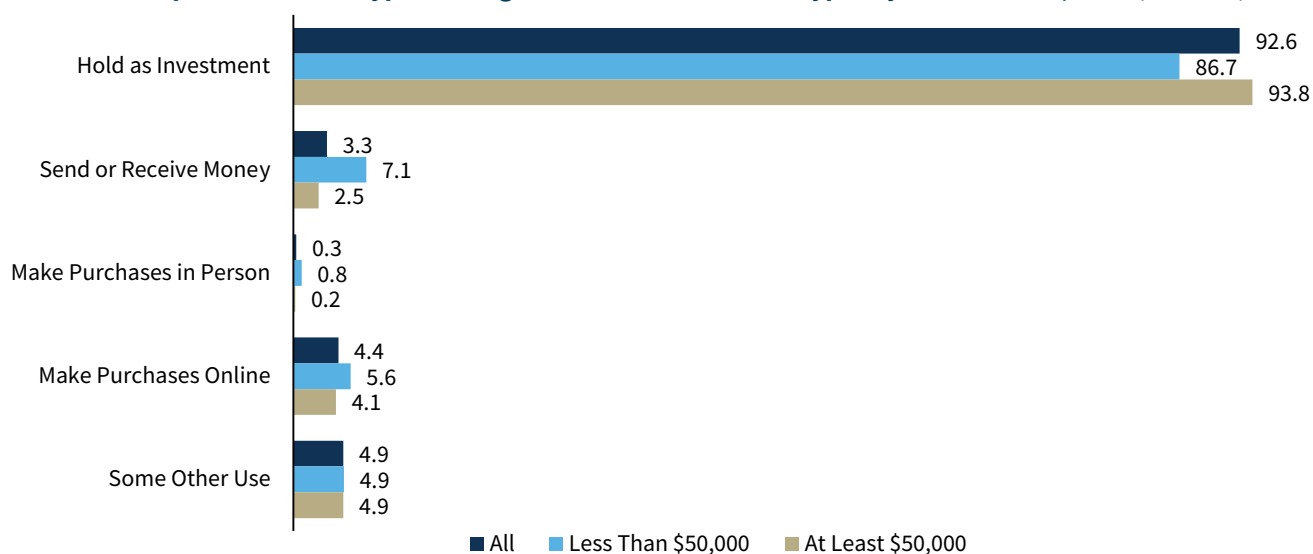 Hold as Investment
92.6
86.7
93.8
Send or Receive Money
3.3
7.1
2.5
Make Purchases in Person
0.3
0.8
0.2
Make Purchases Online
4.4
5.6
4.1
Some Other Use
4.9
4.9
4.9
All Less Than $50,000 At Least $50,000